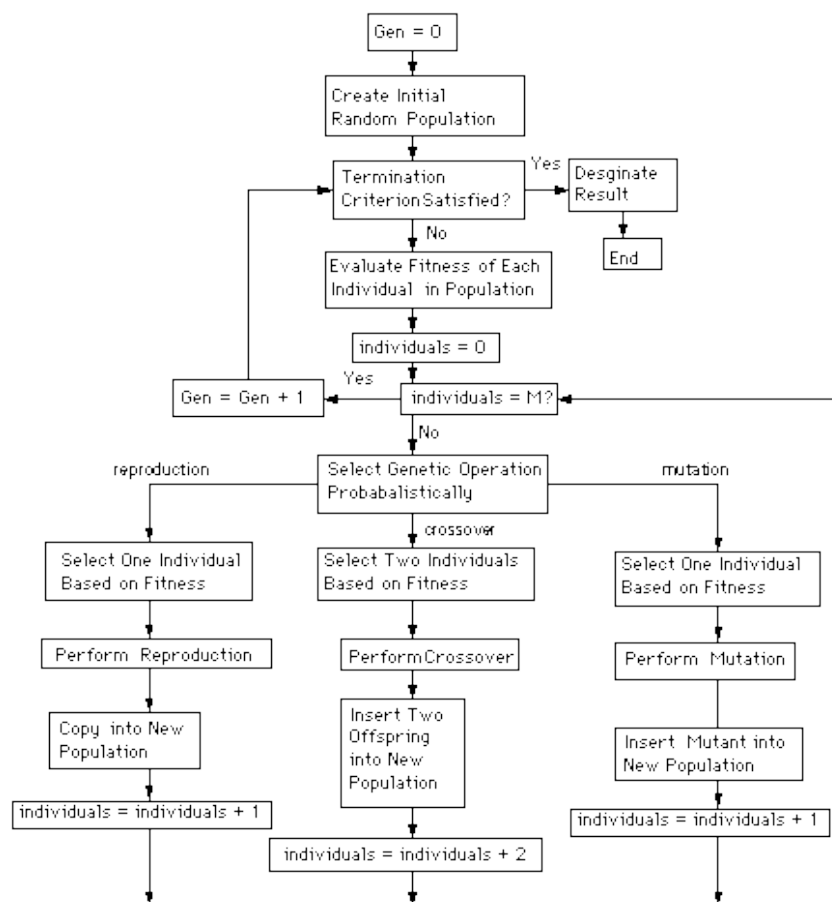 Gen = 0
Create Initial
Random Population
Termination
Criterion Satisfied?
Yes
Desginate
Result
End
No
Evaluate Fitness of Each
Individual in Population
individuals = 0
Yes
Gen = Gen + 1
individuals = M?
No
reproduction
Select Genetic Operation
Probabalistically
mutation
crossover
Select One Individual
Based on Fitness
Select Two Individuals
Based on Fitness
Select One Individual
Based on Fitness
Perform Reproduction
Perform Crossover
Perform Mutation
Copy into New
Population
Insert Two
Offspring
into New
Population
Insert Mutant into
New Population
individuals = individuals + 1
individuals = individuals + 2
individuals = individuals + 1